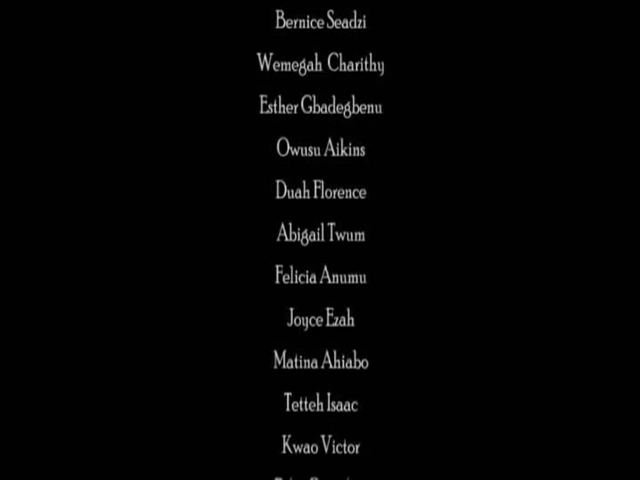 Bernice Seadzi
Wemegah Charithy
Esther Gbadegbenu
Owusu Aikins
Duah Florence
Abigail Twum
Felicia Anumu
Joyce Ezah
Matina Ahiabo
Tetteh Isaac
Kwao Victor